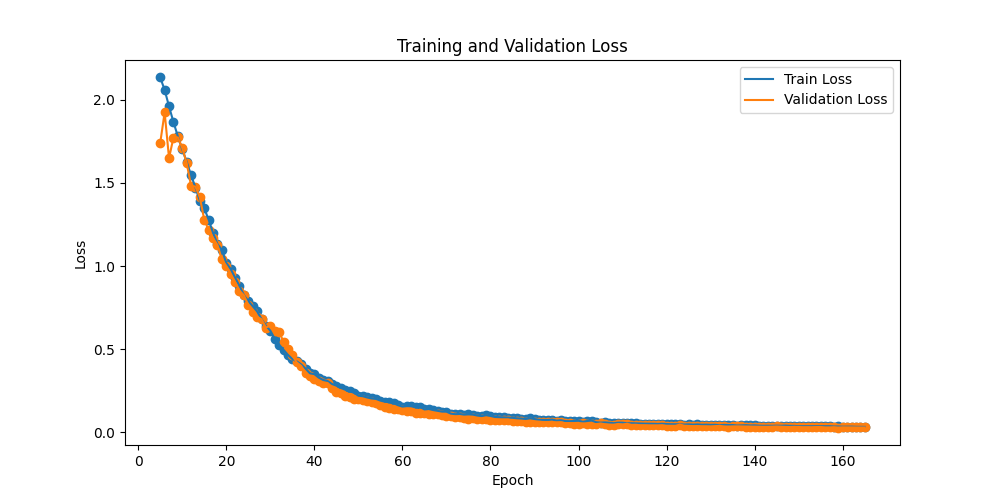 Training and Validation Loss
Train Loss
Validation Loss
2.0
1.5
1.0
0.5
0.0
Loss
0 20 40 60 80 100 120 140 160
Epoch